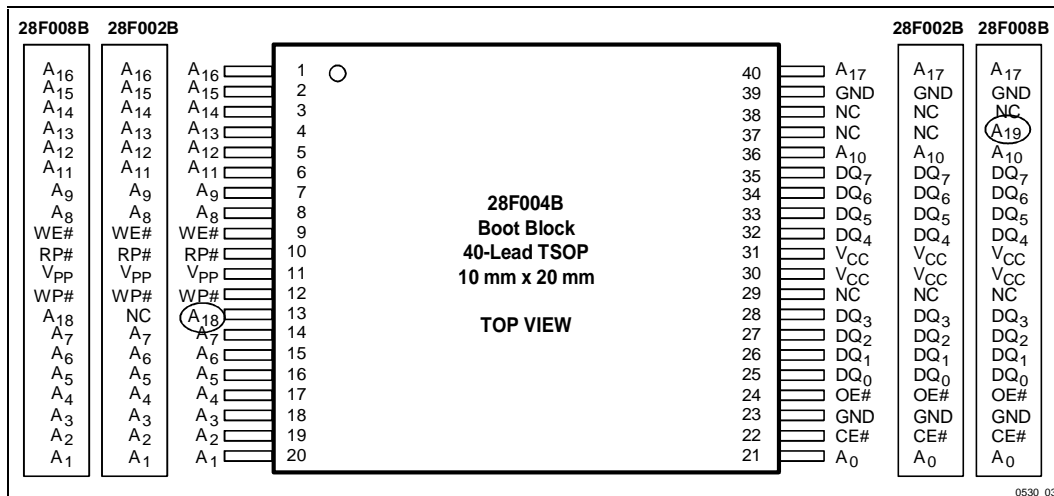 28F008B 28F002B 28F002B 28F008B
A16 A16 A16 1 40 A17 A17 A17
A15 A15 A15 2 39 GND GND GND
A14 A14 A14 3 38 NC NC NC
A13 A13 A13 4 37 NC NC A19
A12 A12 A12 5 36 A10 A10 A10
A11 A11 A11 6 35 DQ7 DQ7 DQ7
A9 A9 A9 7 34 DQ6 DQ6 DQ6
A8 A8 A8 8 28F004B 33 DQ5 DQ5 DQ5
WE# WE# WE# 9 Boot Block 32 DQ4 DQ4 DQ4
RP# RP# RP# 10 40-Lead TSOP 31 VCC VCC VCC
VPP VPP VPP 11 10 mm x 20 mm 30 VCC VCC VCC
WP# WP# WP# 12 29 NC NC NC
A18 NC A18 13 TOP VIEW 28 DQ3 DQ3 DQ3
A7 A7 A7 14 27 DQ2 DQ2 DQ2
A6 A6 A6 15 26 DQ1 DQ1 DQ1
A5 A5 A5 16 25 DQ0 DQ0 DQ0
A4 A4 A4 17 24 OE# OE# OE#
A3 A3 A3 18 23 GND GND GND
A2 A2 A2 19 22 CE# CE# CE#
A1 A1 A1 20 21 A0 A0 A0
0530_03